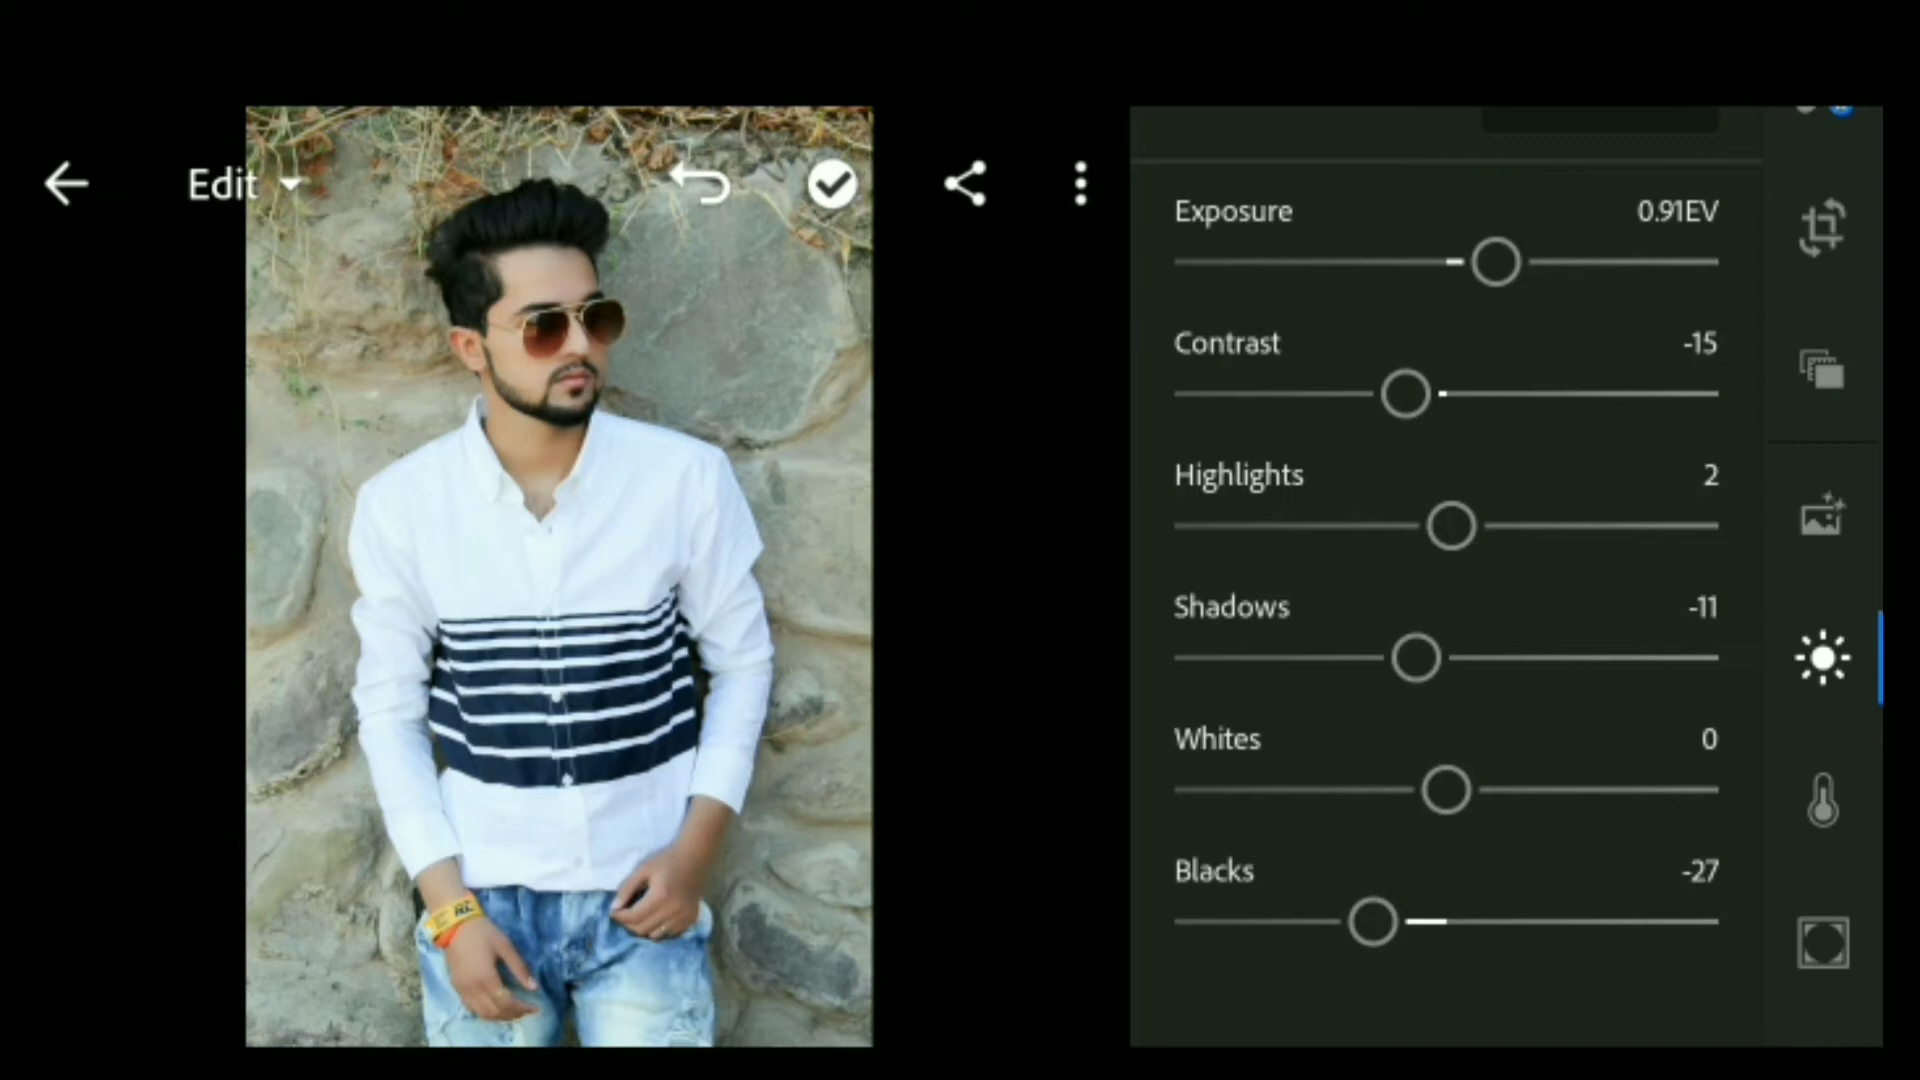 Edit
Exposure 0.91EV
Contrast -15
Highlights 2
Shadows -11
Whites 0
Blacks -27